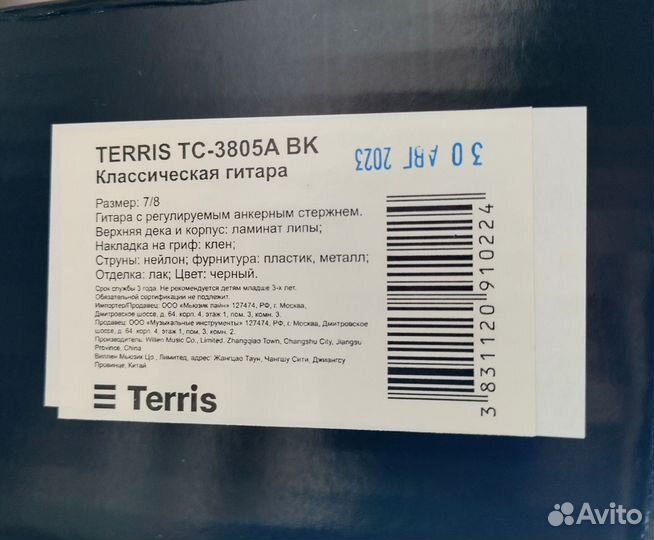 TERRIS TC-3805A BK
Классическая гитара
30 АВГ 2023
Размер: 7/8
Гитара с регулируемым анкерным стержнем.
Верхняя дека и корпус: ламинат липы;
Накладка на гриф: клен;
Струны: нейлон; фурнитура: пластик, металл;
Отделка: лак; Цвет: черный.
Срок службы 3 года. Не рекомендуется детям младше 3-х лет.
Обязательной сертификации не подлежит.
Импортер/Продавец: ООО «Мьюзик лайн» 127474, РФ, г. Москва,
Дмитровское шоссе, д. 64. корп. 4, этаж 1, пом. 3, комн. 3.
Продавец: ООО «Музыкальные инструменты» 127474, РФ, г. Москва, Дмитровское
шоссе, д. 64. корп. 4. этаж 1, пом. 3, комн. 2.
Производитель: Willen Music Co., Limited. Zhangqiao Town, Changshu City, Jiangsu
Province, China
Виллен Мьюзик Цо., Лимитед, адрес: Жангцао Таун, Чангшу Сити, Джиангсу
Провинце, Китай
Terris
3831120910224
Avito